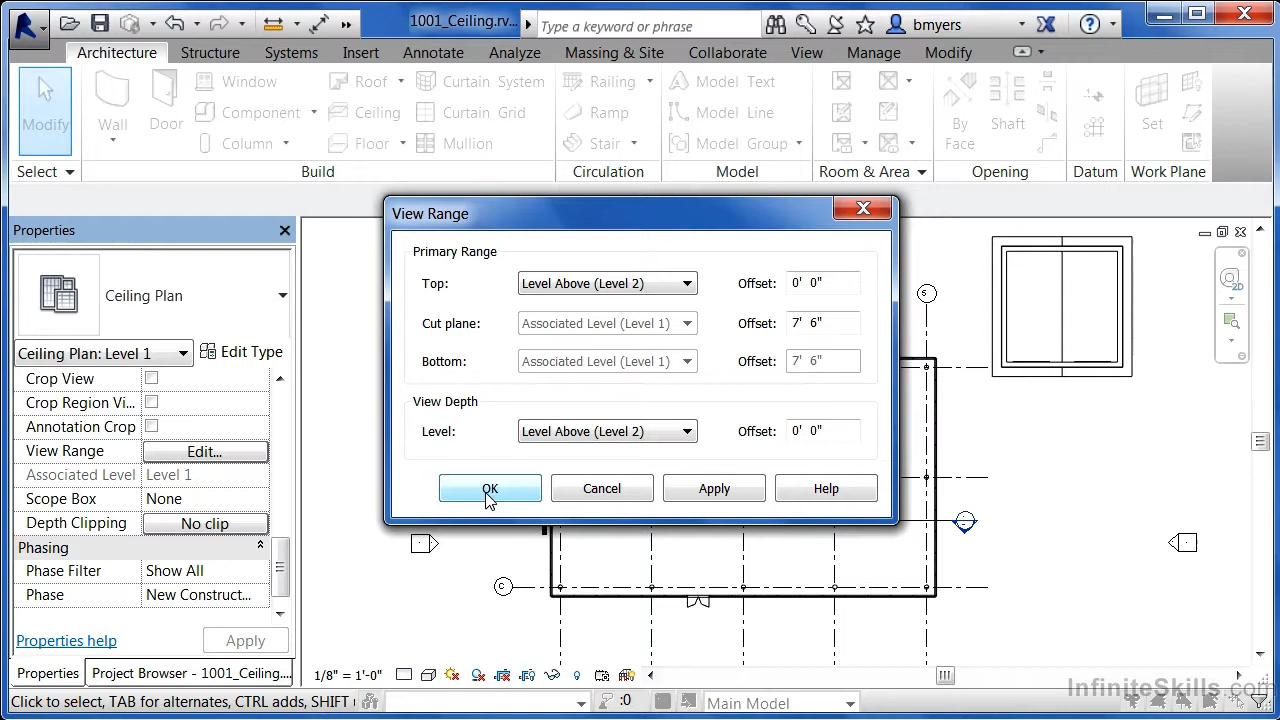 1001_Ceiling.rv...
Type a keyword or phrase
bmyers
Architecture Structure Systems Insert Annotate Analyze Massing & Site Collaborate View Manage Modify
Modify
Wall
Door
Window
Component
Column
Roof
Ceiling
Floor
Curtain System
Curtain Grid
Mullion
Railing
Ramp
Stair
Model Text
Model Line
Model Group
By Face
Shaft
Set
Select Build Circulation Model Room & Area Opening Datum Work Plane
Properties
Ceiling Plan
Ceiling Plan: Level 1 Edit Type
Crop View
Crop Region Vi...
Annotation Crop
View Range Edit...
Associated Level Level 1
Scope Box None
Depth Clipping No clip
Phasing
Phase Filter Show All
Phase New Construct...
Properties help Apply
Properties Project Browser - 1001_Ceiling....
View Range
Primary Range
Top: Level Above (Level 2) Offset: 0' 0"
Cut plane: Associated Level (Level 1) Offset: 7' 6"
Bottom: Associated Level (Level 1) Offset: 7' 6"
View Depth
Level: Level Above (Level 2) Offset: 0' 0"
OK Cancel Apply Help
2D
C
1/8" = 1'-0"
Click to select, TAB for alternates, CTRL adds, SHIFT u
:0
Main Model
InfiniteSkills.com